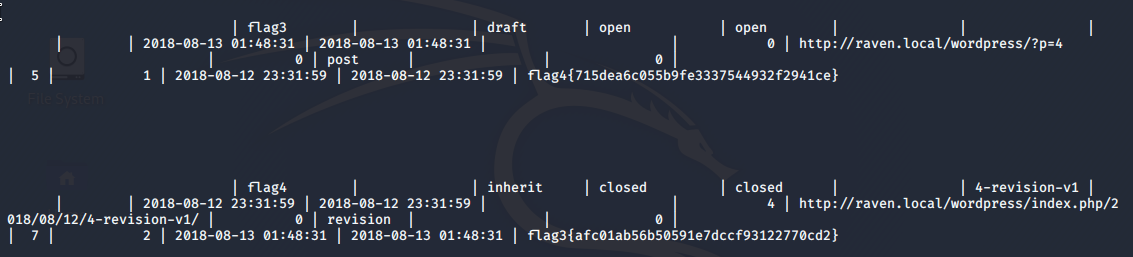 | flag3 | | draft | open | open | | |
| | 2018-08-13 01:48:31 | 2018-08-13 01:48:31 | | 0 | http://raven.local/wordpress/?p=4
| 0 | post | | 0 |
| 5 | 1 | 2018-08-12 23:31:59 | 2018-08-12 23:31:59 | flag4{715dea6c055b9fe3337544932f2941ce}
File System
| flag4 | | inherit | closed | closed | | 4-revision-v1 |
| | 2018-08-12 23:31:59 | 2018-08-12 23:31:59 | | 4 | http://raven.local/wordpress/index.php/2
018/08/12/4-revision-v1/ | 0 | revision | | 0 |
| 7 | 2 | 2018-08-13 01:48:31 | 2018-08-13 01:48:31 | flag3{afc01ab56b50591e7dccf93122770cd2}